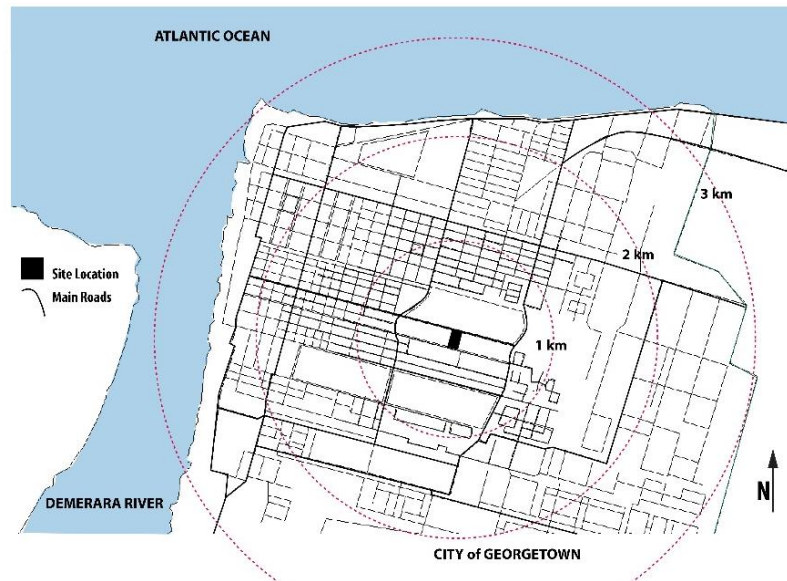 ATLANTIC OCEAN
3 km
2 km
Site Location
Main Roads
1 km
N
DEMERARA RIVER
CITY of GEORGETOWN